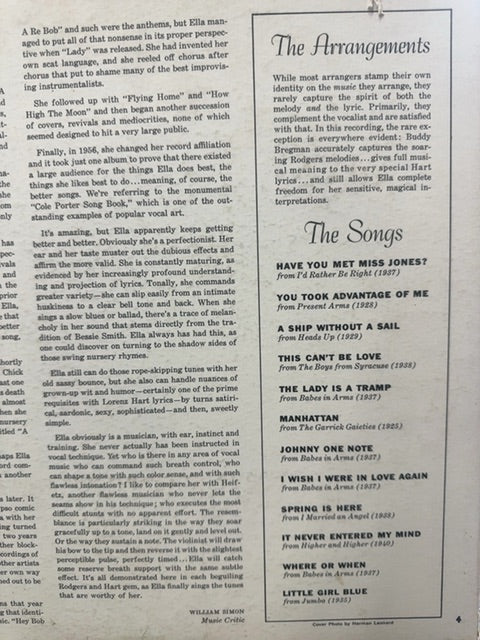 A Re Bob" and such were the anthems, but Ella man-
aged to put all of that nonsense in its proper perspec-
tive when "Lady" was released. She had invented her
own scat language, and she reeled off chorus after
chorus that put to shame many of the best improvis-
ing instrumentalists.
She followed up with "Flying Home" and "How
High The Moon" and then began another succession
of covers, revivals and mediocrities, none of which
seemed designed to hit a very large public.
Finally, in 1956, she changed her record affiliation
and it took just one album to prove that there existed
a large audience for the things Ella does best, the
things she likes best to do...meaning, of course, the
better songs. We're referring to the monumental
"Cole Porter Song Book," which is one of the out-
standing examples of popular vocal art.
It's amazing, but Ella apparently keeps getting
better and better. Obviously she's a perfectionist. Her
ear and her taste muster out the dubious effects and
affirm the more valid. She is constantly maturing, as
evidenced by her increasingly profound understand-
ing and projection of lyrics. Tonally, she commands
greater variety—she can slip easily from an intimate
huskiness to a clear bell tone and back. When she
sings a slow blues or ballad, there's a trace of melan-
choly in her sound that stems directly from the tra-
dition of Bessie Smith. Ella always has had this, as
one could discover on turning to the shadow sides of
those swing nursery rhymes.
Ella still can do those rope-skipping tunes with her
old sassy bounce, but she also can handle nuances of
grown-up wit and humor—certainly one of the prime
requisites with Lorenz Hart lyrics—by turns satiri-
cal, sardonic, sexy, sophisticated—and then, sweetly
simple.
Ella obviously is a musician, with ear, instinct and
training. She never actually has been instructed in
vocal technique. Yet who is there in any area of vocal
music who can command such breath control, who
can shape a tone with such color sense, and with such
flawless intonation? I like to compare her with Heif-
etz, another flawless musician who never lets the
seams show in his technique; who executes the most
difficult stunts with no apparent effort. The resem-
blance is particularly striking in the way they soar
gracefully up to a tone, land on it gently and level out.
Or the way they sustain a note. The violinist will draw
his bow to the tip and then reverse it with the slightest
perceptible pulse, perfectly timed...Ella will catch
some reserve breath support with the same subtle
effect. It's all demonstrated here in each beguiling
Rodgers and Hart gem, as Ella finally sings the tunes
that are worthy of her.
WILLIAM SIMON
Music Critic
The Arrangements
While most arrangers stamp their own
identity on the music they arrange, they
rarely capture the spirit of both the
melody and the lyric. Primarily, they
complement the vocalist and are satisfied
with that. In this recording, the rare ex-
ception is everywhere evident: Buddy
Bregman accurately captures the soar-
ing Rodgers melodies...gives full musi-
cal meaning to the very special Hart
lyrics...and still allows Ella complete
freedom for her sensitive, magical in-
terpretations.
The Songs
HAVE YOU MET MISS JONES?
from I'd Rather Be Right (1937)
YOU TOOK ADVANTAGE OF ME
from Present Arms (1928)
A SHIP WITHOUT A SAIL
from Heads Up (1929)
THIS CAN'T BE LOVE
from The Boys from Syracuse (1938)
THE LADY IS A TRAMP
from Babes in Arms (1937)
MANHATTAN
from The Garrick Gaieties (1925)
JOHNNY ONE NOTE
from Babes in Arms (1937)
I WISH I WERE IN LOVE AGAIN
from Babes in Arms (1937)
SPRING IS HERE
from I Married an Angel (1938)
IT NEVER ENTERED MY MIND
from Higher and Higher (1940)
WHERE OR WHEN
from Babes in Arms (1937)
LITTLE GIRL BLUE
from Jumbo (1935)
Cover Photo by Herman Leonard
4